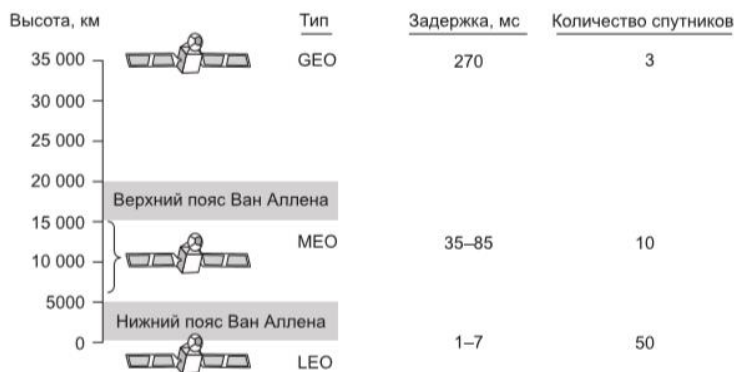 Высота, км Тип Задержка, мс Количество спутников
35 000 GEO 270 3
30 000
25 000
20 000
Верхний пояс Ван Аллена
15 000
MEO 35–85 10
10 000
5000
Нижний пояс Ван Аллена
0 1–7 50
LEO